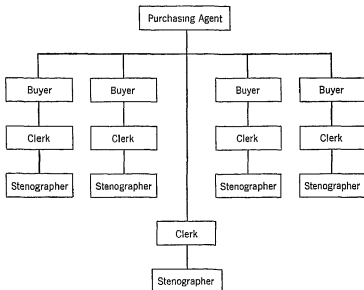 Purchasing Agent
Buyer Buyer Buyer Buyer
Clerk Clerk Clerk Clerk
Stenographer Stenographer Stenographer Stenographer
Clerk
Stenographer